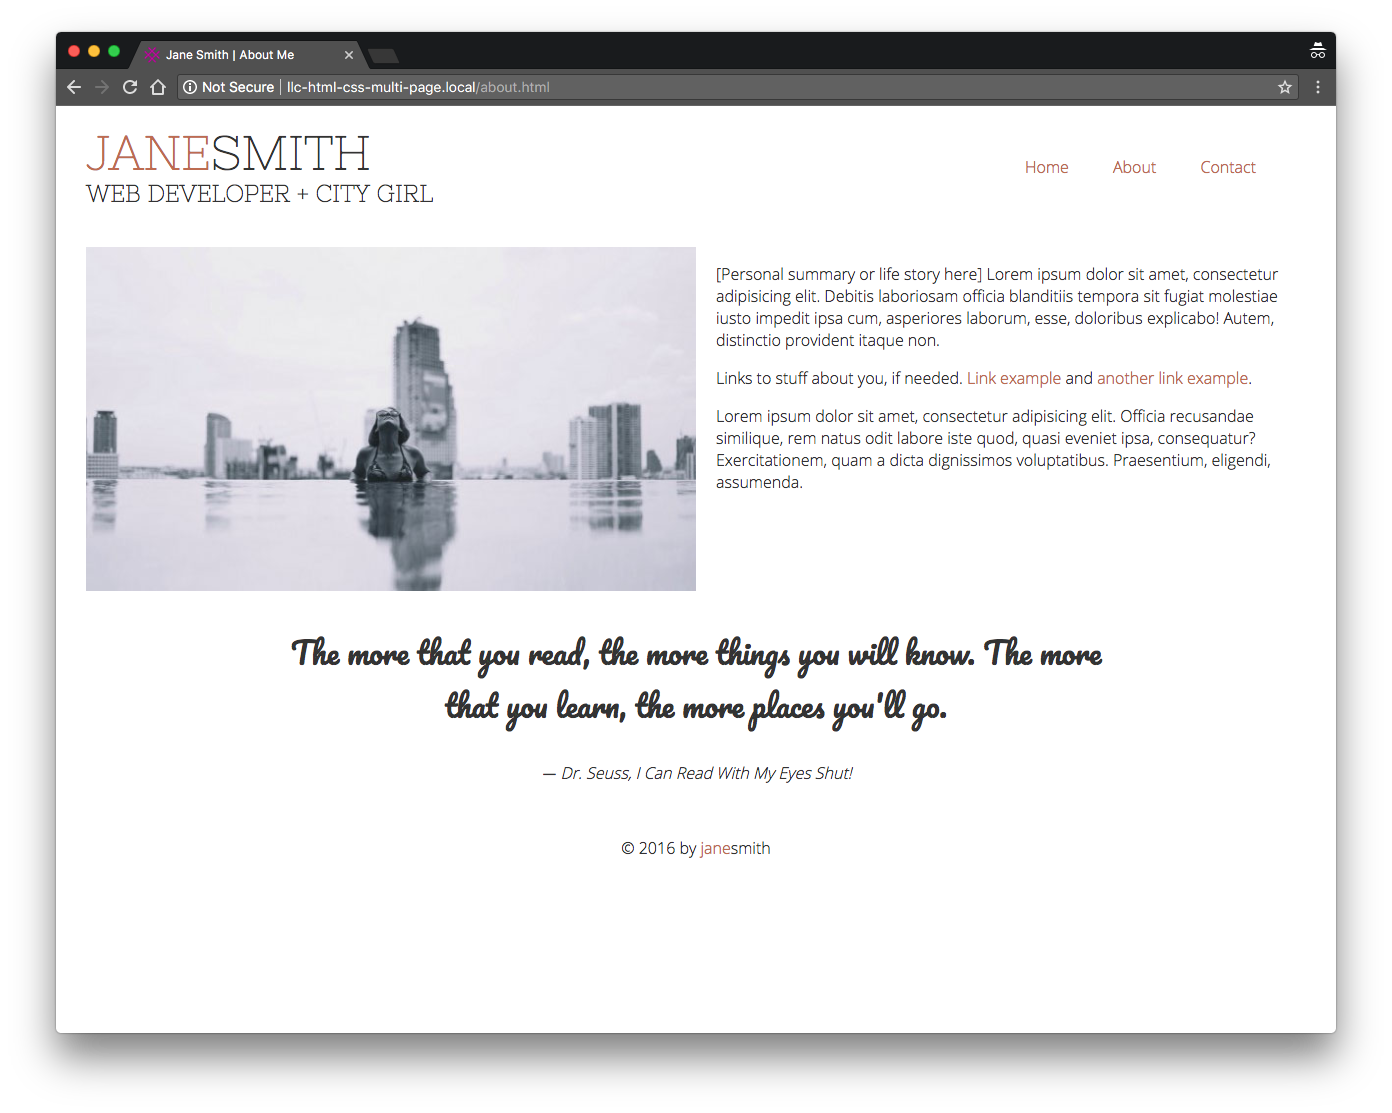 Jane Smith | About Me
Not Secure | llc-html-css-multi-page.local/about.html
JANESMITH
WEB DEVELOPER + CITY GIRL
Home About Contact
[Personal summary or life story here] Lorem ipsum dolor sit amet, consectetur
adipisicing elit. Debitis laboriosam officia blanditiis tempora sit fugiat molestiae
iusto impedit ipsa cum, asperiores laborum, esse, doloribus explicabo! Autem,
distinctio provident itaque non.
Links to stuff about you, if needed. Link example and another link example.
Lorem ipsum dolor sit amet, consectetur adipisicing elit. Officia recusandae
similique, rem natus odit labore iste quod, quasi eveniet ipsa, consequatur?
Exercitationem, quam a dicta dignissimos voluptatibus. Praesentium, eligendi,
assumenda.
The more that you read, the more things you will know. The more
that you learn, the more places you'll go.
— Dr. Seuss, I Can Read With My Eyes Shut!
© 2016 by janesmith